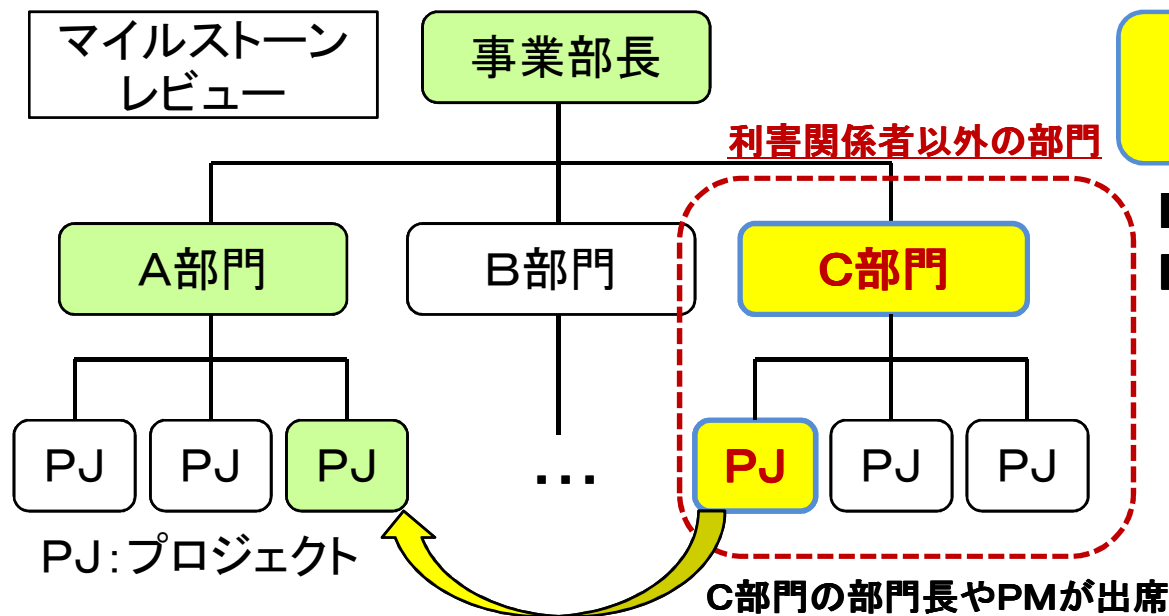 マイルストーン
レビュー
事業部長
利害関係者以外の部門
A部門
B部門
C部門
PJ
PJ
PJ
…
PJ
PJ
PJ
PJ:プロジェクト
C部門の部門長やPMが出席